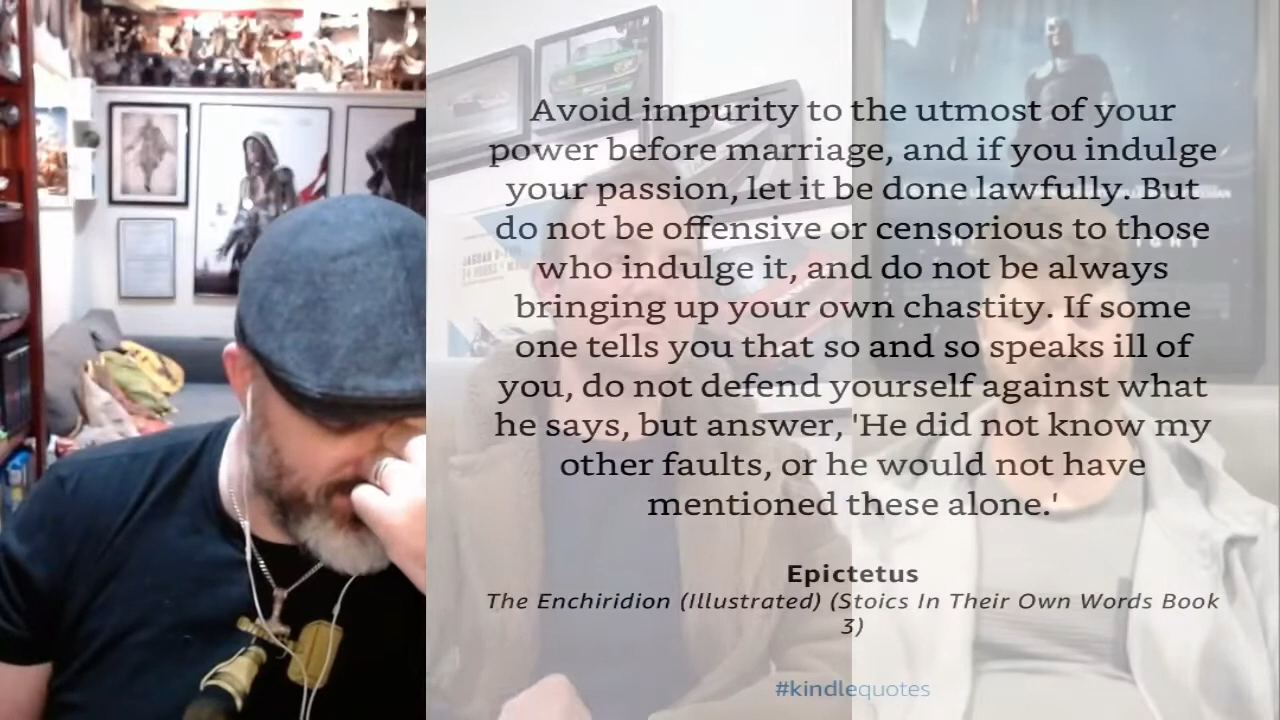 Avoid impurity to the utmost of your
power before marriage, and if you indulge
your passion, let it be done lawfully. But
do not be offensive or censorious to those
who indulge it, and do not be always
bringing up your own chastity. If some
one tells you that so and so speaks ill of
you, do not defend yourself against what
he says, but answer, 'He did not know my
other faults, or he would not have
mentioned these alone.'
Epictetus
The Enchiridion (Illustrated) (Stoics In Their Own Words Book
3)
#kindlequotes